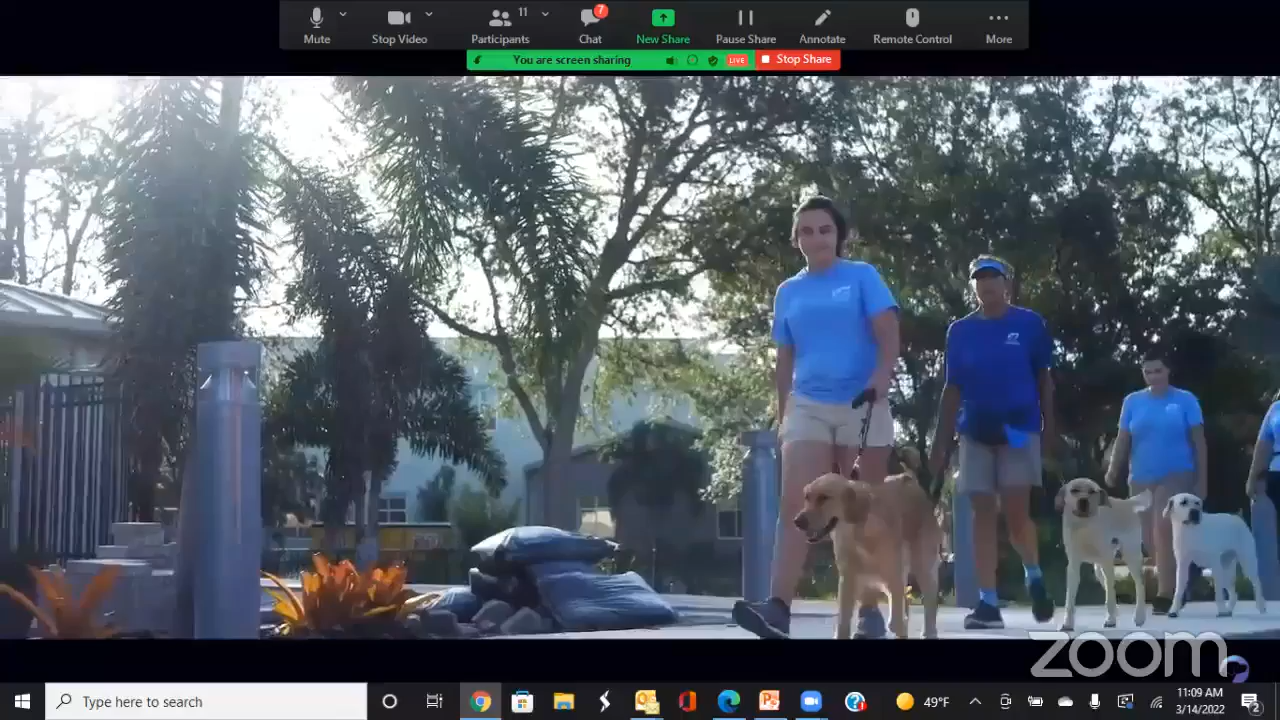 11
7
Mute
Stop Video
Participants
Chat
New Share
Pause Share
Annotate
Remote Control
More
You are screen sharing
LIVE
Stop Share
zoom
Type here to search
49°F
11:09 AM
3/14/2022
2